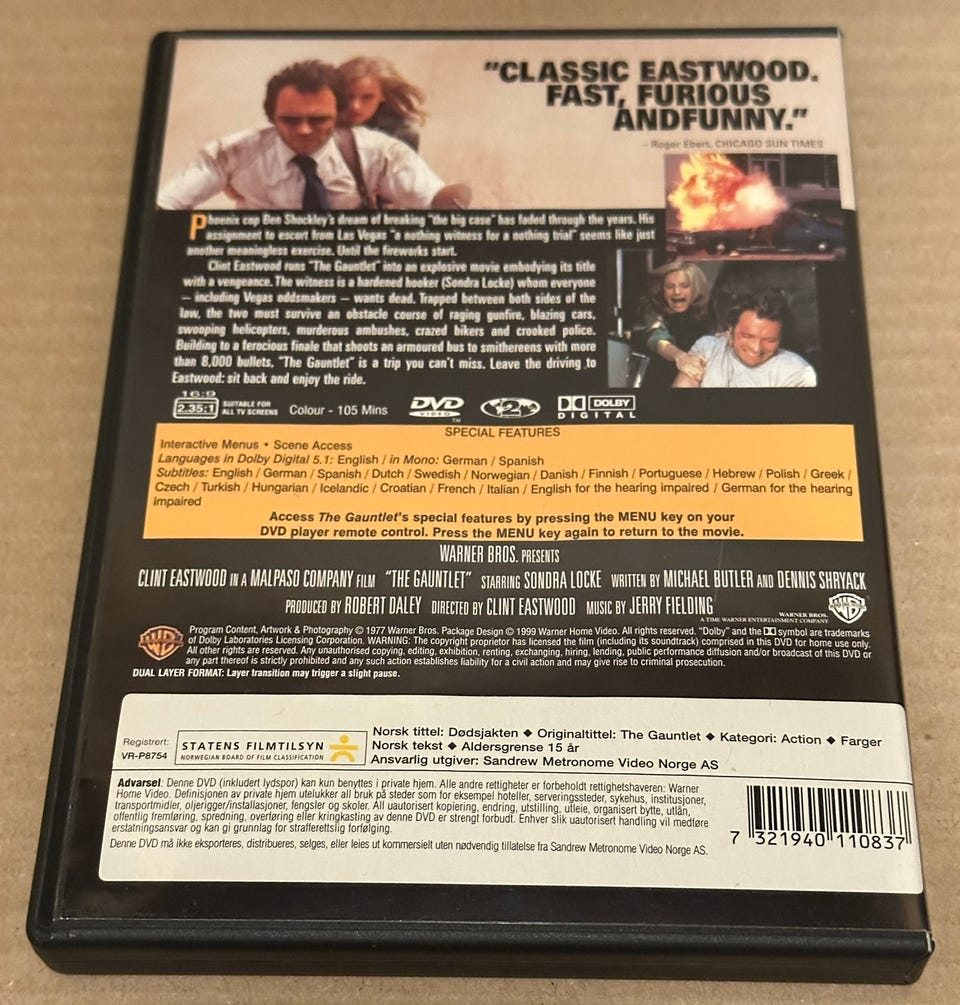 "CLASSIC EASTWOOD.
FAST, FURIOUS
ANDFUNNY."
– Roger Ebert, CHICAGO SUN TIMES
Phoenix cop Ben Shockley's dream of breaking "the big case" has faded through the years. His
assignment to escort from Las Vegas "a nothing witness for a nothing trial" seems like just
another meaningless exercise. Until the fireworks start.
Clint Eastwood runs "The Gauntlet" into an explosive movie embodying its title
with a vengeance. The witness is a hardened hooker (Sondra Locke) whom everyone
– including Vegas oddsmakers – wants dead. Trapped between both sides of the
law, the two must survive an obstacle course of raging gunfire, blazing cars,
swooping helicopters, murderous ambushes, crazed bikers and crooked police.
Building to a ferocious finale that shoots an armoured bus to smithereens with more
than 8,000 bullets, "The Gauntlet" is a trip you can't miss. Leave the driving to
Eastwood: sit back and enjoy the ride.
16:9
2.35:1
SUITABLE FOR
ALL TV SCREENS
Colour - 105 Mins
DVD
VIDEO
TM
2
DOLBY
DIGITAL
SPECIAL FEATURES
Interactive Menus • Scene Access
Languages in Dolby Digital 5.1: English / in Mono: German / Spanish
Subtitles: English / German / Spanish / Dutch / Swedish / Norwegian / Danish / Finnish / Portuguese / Hebrew / Polish / Greek /
Czech / Turkish / Hungarian / Icelandic / Croatian / French / Italian / English for the hearing impaired / German for the hearing
impaired
Access The Gauntlet's special features by pressing the MENU key on your
DVD player remote control. Press the MENU key again to return to the movie.
WARNER BROS. PRESENTS
CLINT EASTWOOD IN A MALPASO COMPANY FILM "THE GAUNTLET" STARRING SONDRA LOCKE WRITTEN BY MICHAEL BUTLER AND DENNIS SHRYACK
PRODUCED BY ROBERT DALEY DIRECTED BY CLINT EASTWOOD MUSIC BY JERRY FIELDING
WARNER BROS.
A TIME WARNER ENTERTAINMENT COMPANY
Program Content, Artwork & Photography © 1977 Warner Bros. Package Design © 1999 Warner Home Video. All rights reserved. "Dolby" and the symbol are trademarks
of Dolby Laboratories Licensing Corporation. WARNING: The copyright proprietor has licensed the film (including its soundtrack) comprised in this DVD for home use only.
All other rights are reserved. Any unauthorised copying, editing, exhibition, renting, exchanging, hiring, lending, public performance diffusion and/or broadcast of this DVD or
any part thereof is strictly prohibited and any such action establishes liability for a civil action and may give rise to criminal prosecution.
DUAL LAYER FORMAT: Layer transition may trigger a slight pause.
Registrert:
VR-P8754
STATENS FILMTILSYN
NORWEGIAN BOARD OF FILM CLASSIFICATION
Norsk tittel: Dødsjakten ◆ Originaltittel: The Gauntlet ◆ Kategori: Action ◆ Farger
Norsk tekst ◆ Aldersgrense 15 år
Ansvarlig utgiver: Sandrew Metronome Video Norge AS
Advarsel: Denne DVD (inkludert lydspor) kan kun benyttes i private hjem. Alle andre rettigheter er forbeholdt rettighetshaveren: Warner
Home Video. Definisjonen av private hjem utelukker all bruk på steder som for eksempel hoteller, serveringssteder, sykehus, institusjoner,
transportmidler, oljerigger/installasjoner, fengsler og skoler. All uautorisert kopiering, endring, utstilling, utleie, organisert bytte, utlån,
offentlig fremføring, spredning, overføring eller kringkasting av denne DVD er strengt forbudt. Enhver slik uautorisert handling vil medføre
erstatningsansvar og kan gi grunnlag for strafferettslig forfølging.
Denne DVD må ikke eksporteres, distribueres, selges, eller leies ut kommersielt uten nødvendig tillatelse fra Sandrew Metronome Video Norge AS.
7 321940 110837